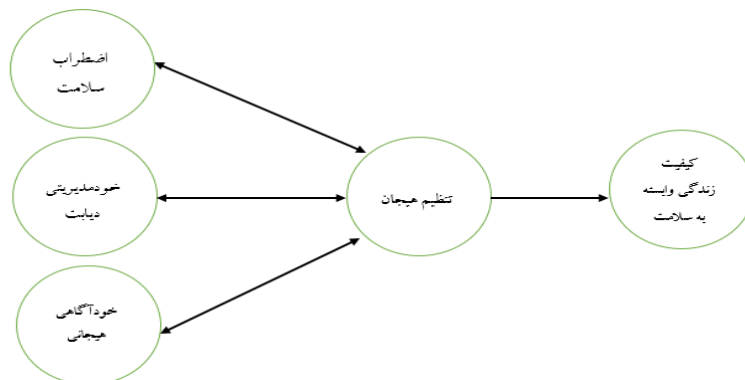 اضطراب
سلامت
خودمدیریتی
دیابت
خودآگاهی
هیجانی
تنظیم هیجان
کیفیت
زندگی وابسته
به سلامت